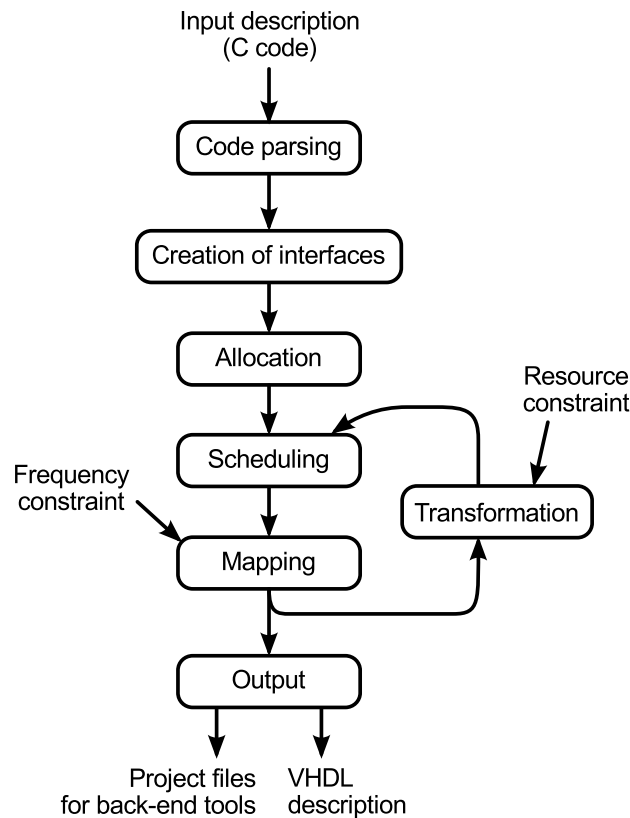 Input description
(C code)
Code parsing
Creation of interfaces
Allocation
Resource
constraint
Scheduling
Frequency
constraint
Transformation
Mapping
Output
Project files
for back-end tools
VHDL
description